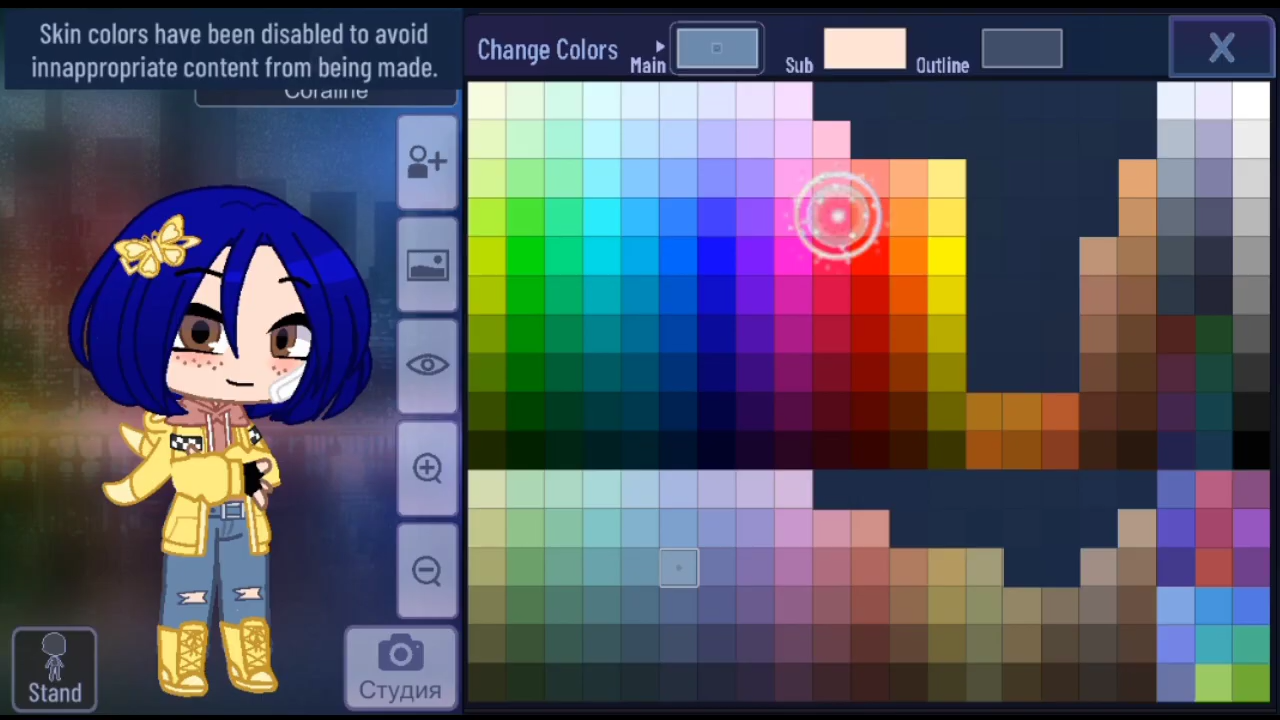 Skin colors have been disabled to avoid
innappropriate content from being made.
Coraline
Change Colors
Main
Sub
Outline
X
Stand
Студия